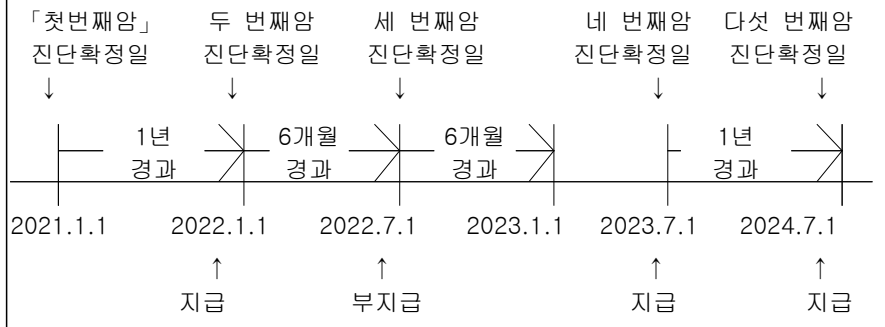 「첫번째암」 두 번째암 세 번째암 네 번째암 다섯 번째암
진단확정일 진단확정일 진단확정일 진단확정일 진단확정일
↓ ↓ ↓ ↓ ↓
1년 6개월 6개월 1년
경과 경과 경과 경과
2021.1.1 2022.1.1 2022.7.1 2023.1.1 2023.7.1 2024.7.1
↑ ↑ ↑ ↑
지급 부지급 지급 지급